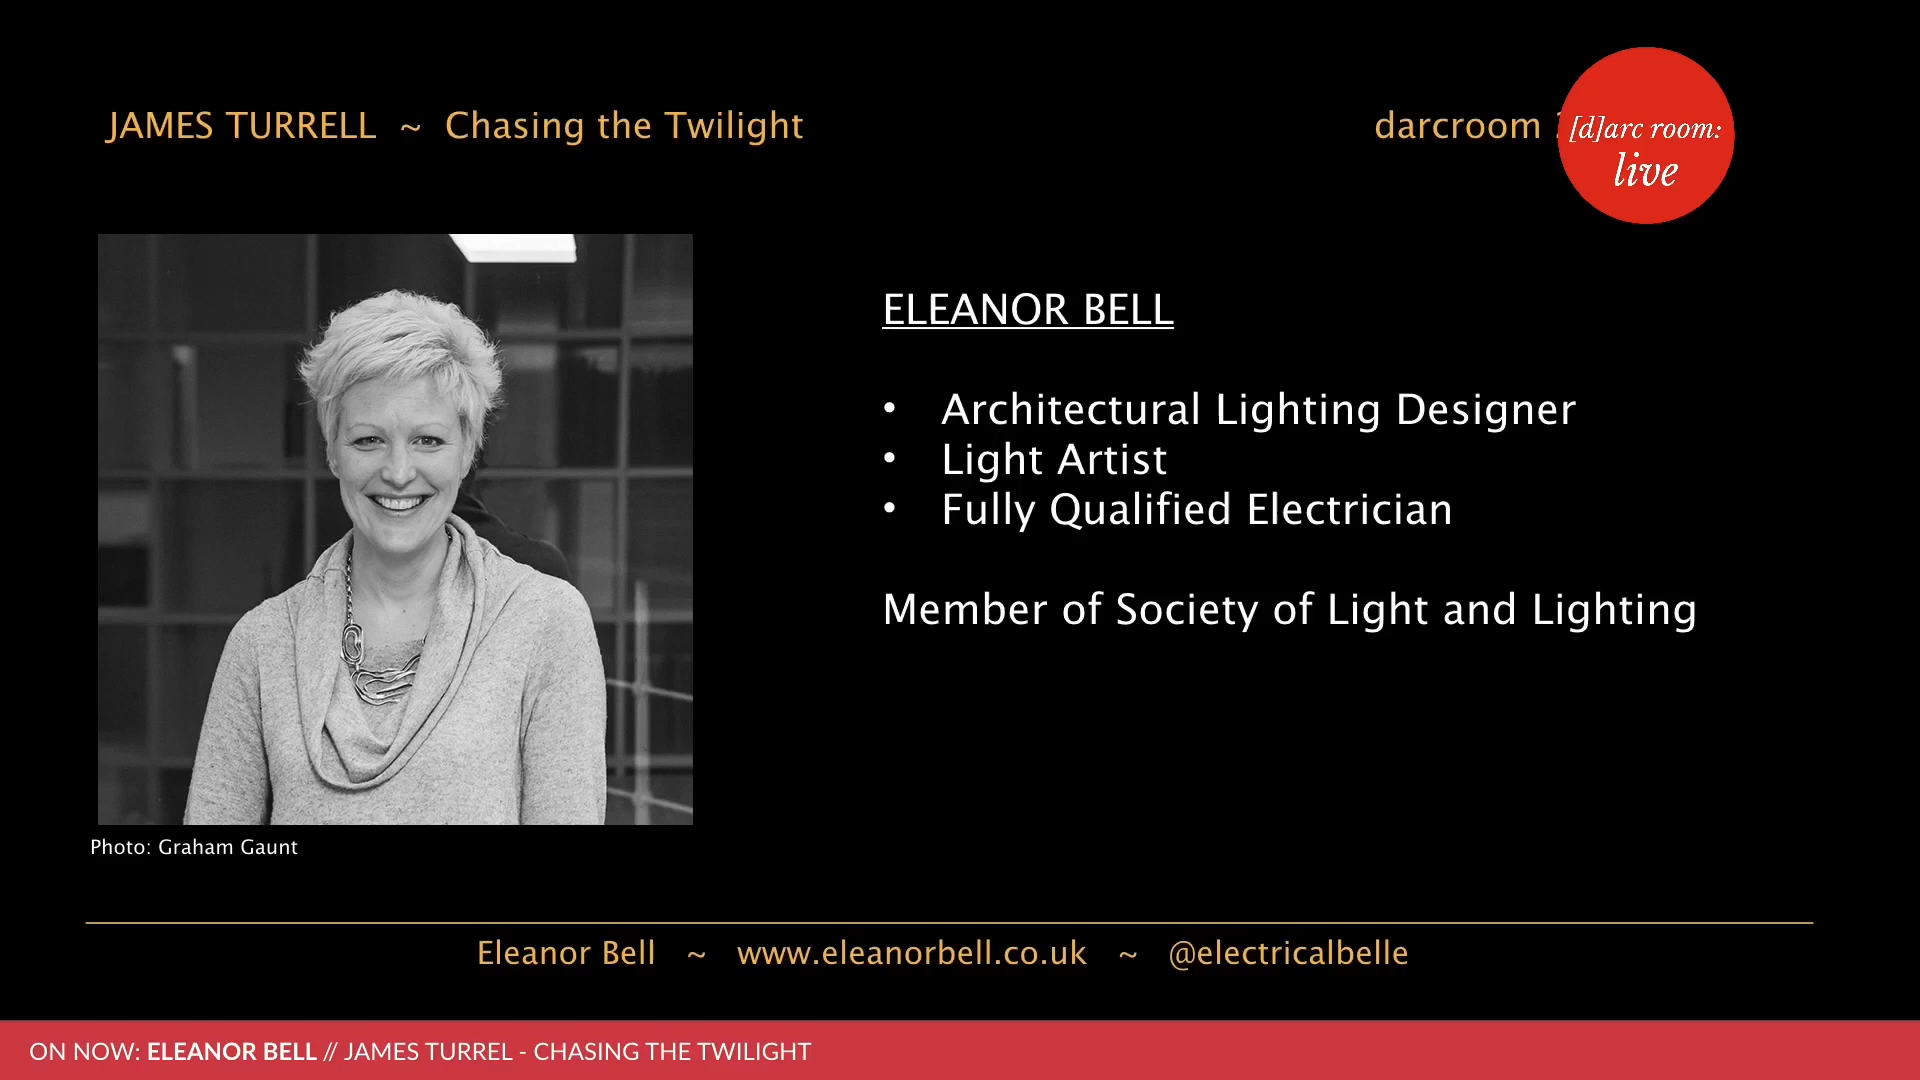 JAMES TURRELL ~ Chasing the Twilight
darcroom
[d]arc room:
live
ELEANOR BELL
• Architectural Lighting Designer
• Light Artist
• Fully Qualified Electrician
Member of Society of Light and Lighting
Photo: Graham Gaunt
Eleanor Bell ~ www.eleanorbell.co.uk ~ @electricalbelle
ON NOW: ELEANOR BELL // JAMES TURREL - CHASING THE TWILIGHT